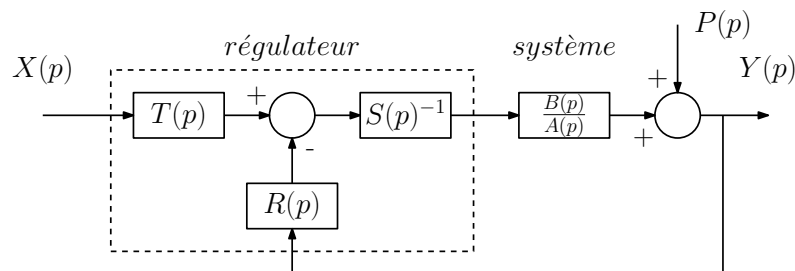 régulateur
système
P(p)
X(p)
Y(p)
+
+
T(p)
S(p)^{-1}
B(p)
A(p)
+
-
R(p)